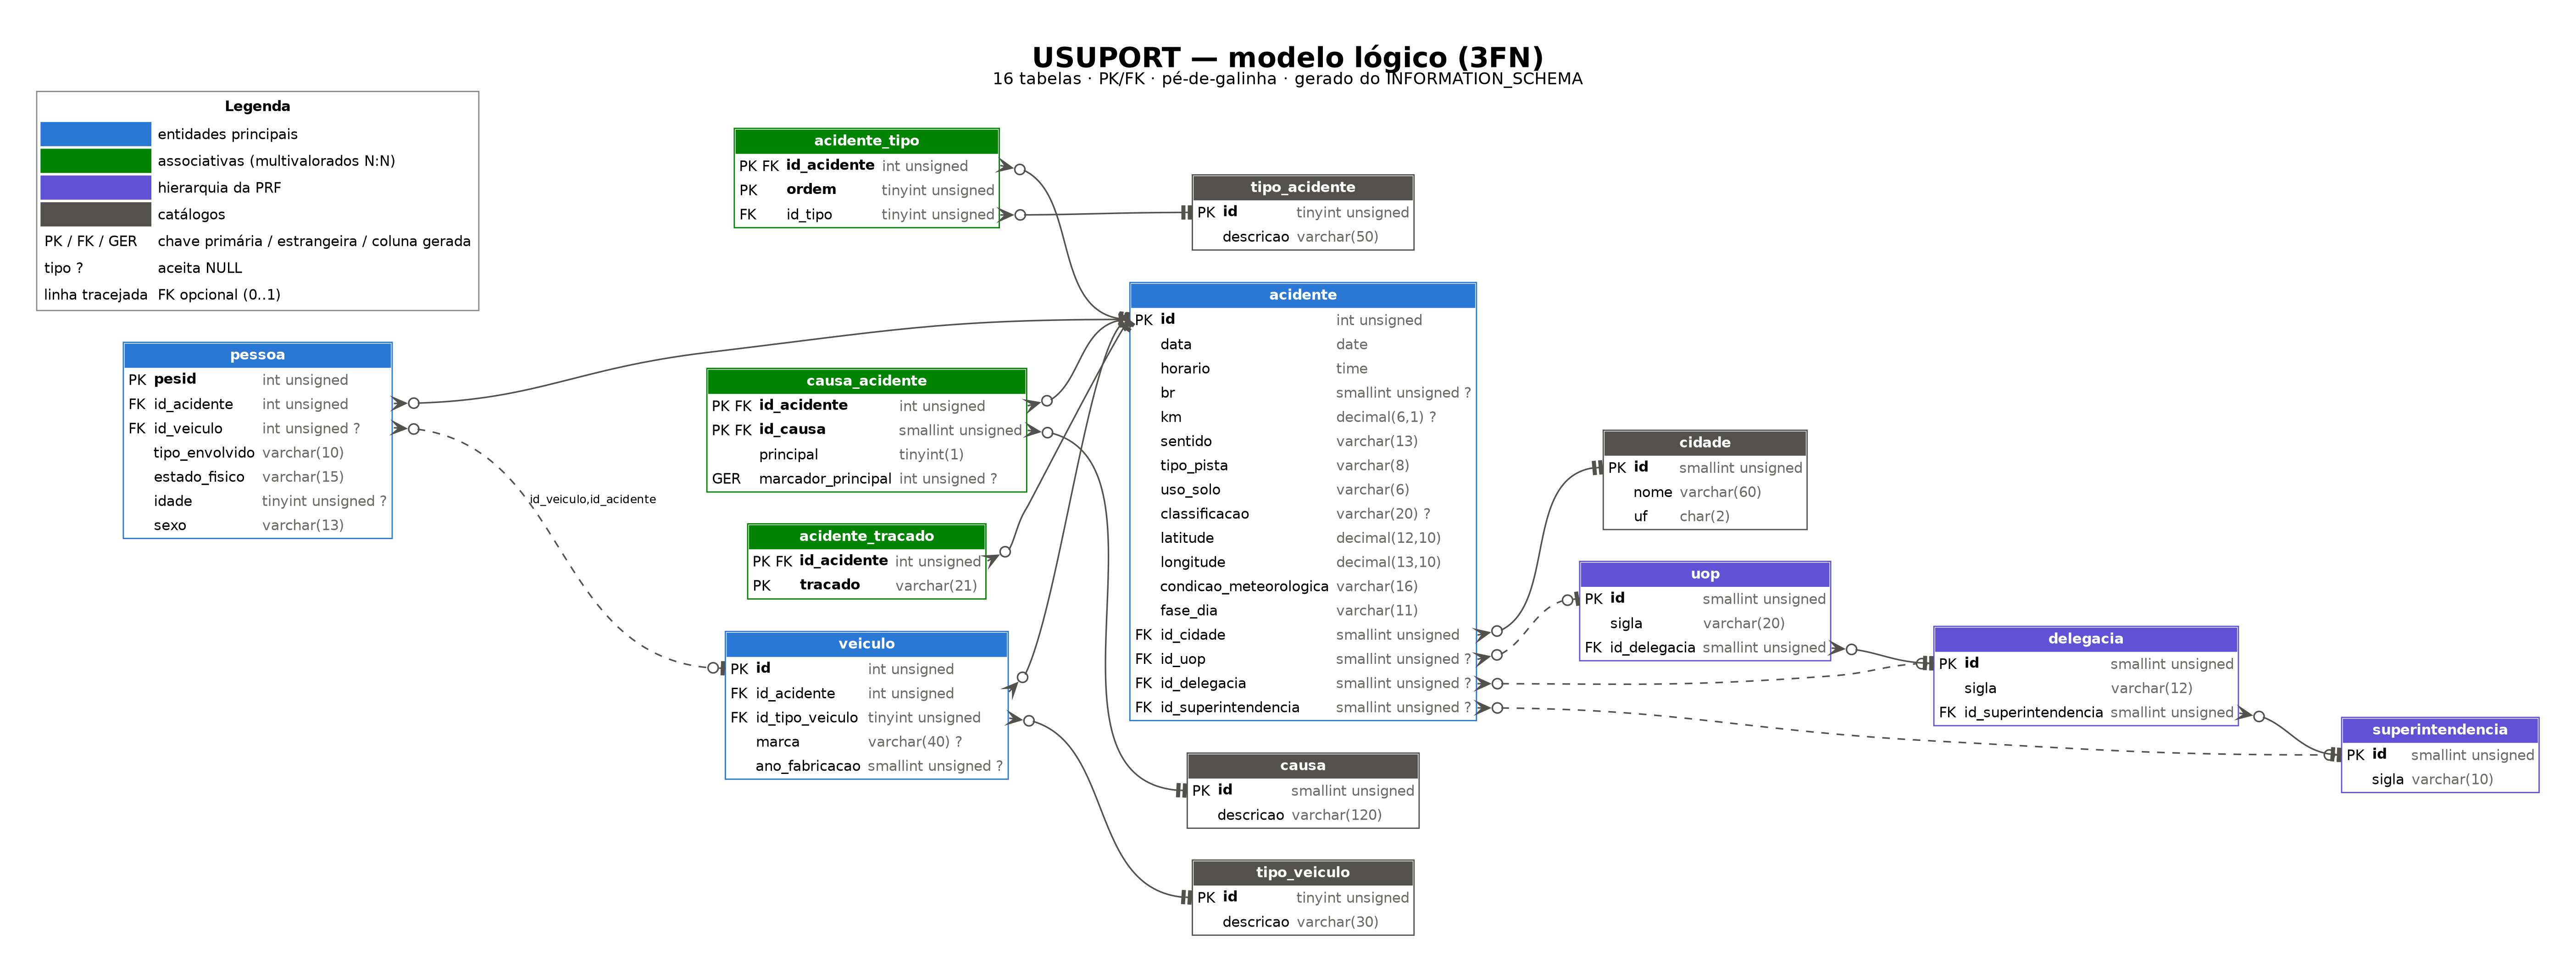 USUPORT — modelo lógico (3FN)
16 tabelas · PK/FK · pé-de-galinha · gerado do INFORMATION_SCHEMA
Legenda
entidades principais
associativas (multivalorados N:N)
hierarquia da PRF
catálogos
PK / FK / GER chave primária / estrangeira / coluna gerada
tipo ? aceita NULL
linha tracejada FK opcional (0..1)
pessoa
PK pesid int unsigned
FK id_acidente int unsigned
FK id_veiculo int unsigned ?
tipo_envolvido varchar(10)
estado_fisico varchar(15)
idade tinyint unsigned ?
sexo varchar(13)
id_veiculo,id_acidente
acidente_tipo
PK FK id_acidente int unsigned
PK ordem tinyint unsigned
FK id_tipo tinyint unsigned
causa_acidente
PK FK id_acidente int unsigned
PK FK id_causa smallint unsigned
principal tinyint(1)
GER marcador_principal int unsigned ?
acidente_tracado
PK FK id_acidente int unsigned
PK tracado varchar(21)
veiculo
PK id int unsigned
FK id_acidente int unsigned
FK id_tipo_veiculo tinyint unsigned
marca varchar(40) ?
ano_fabricacao smallint unsigned ?
tipo_acidente
PK id tinyint unsigned
descricao varchar(50)
acidente
PK id int unsigned
data date
horario time
br smallint unsigned ?
km decimal(6,1) ?
sentido varchar(13)
tipo_pista varchar(8)
uso_solo varchar(6)
classificacao varchar(20) ?
latitude decimal(12,10)
longitude decimal(13,10)
condicao_meteorologica varchar(16)
fase_dia varchar(11)
FK id_cidade smallint unsigned
FK id_uop smallint unsigned ?
FK id_delegacia smallint unsigned ?
FK id_superintendencia smallint unsigned ?
causa
PK id smallint unsigned
descricao varchar(120)
tipo_veiculo
PK id tinyint unsigned
descricao varchar(30)
cidade
PK id smallint unsigned
nome varchar(60)
uf char(2)
uop
PK id smallint unsigned
sigla varchar(20)
FK id_delegacia smallint unsigned
delegacia
PK id smallint unsigned
sigla varchar(12)
FK id_superintendencia smallint unsigned
superintendencia
PK id smallint unsigned
sigla varchar(10)